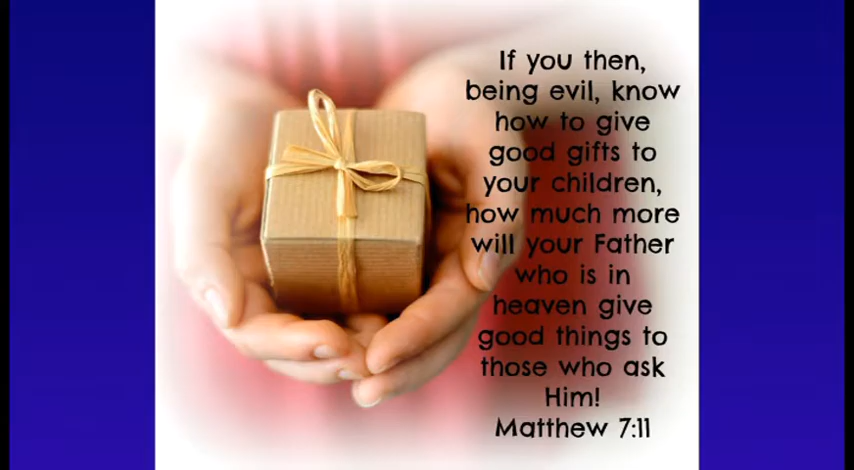 If you then,
being evil, know
how to give
good gifts to
your children,
how much more
will your Father
who is in
heaven give
good things to
those who ask
Him!
Matthew 7:11